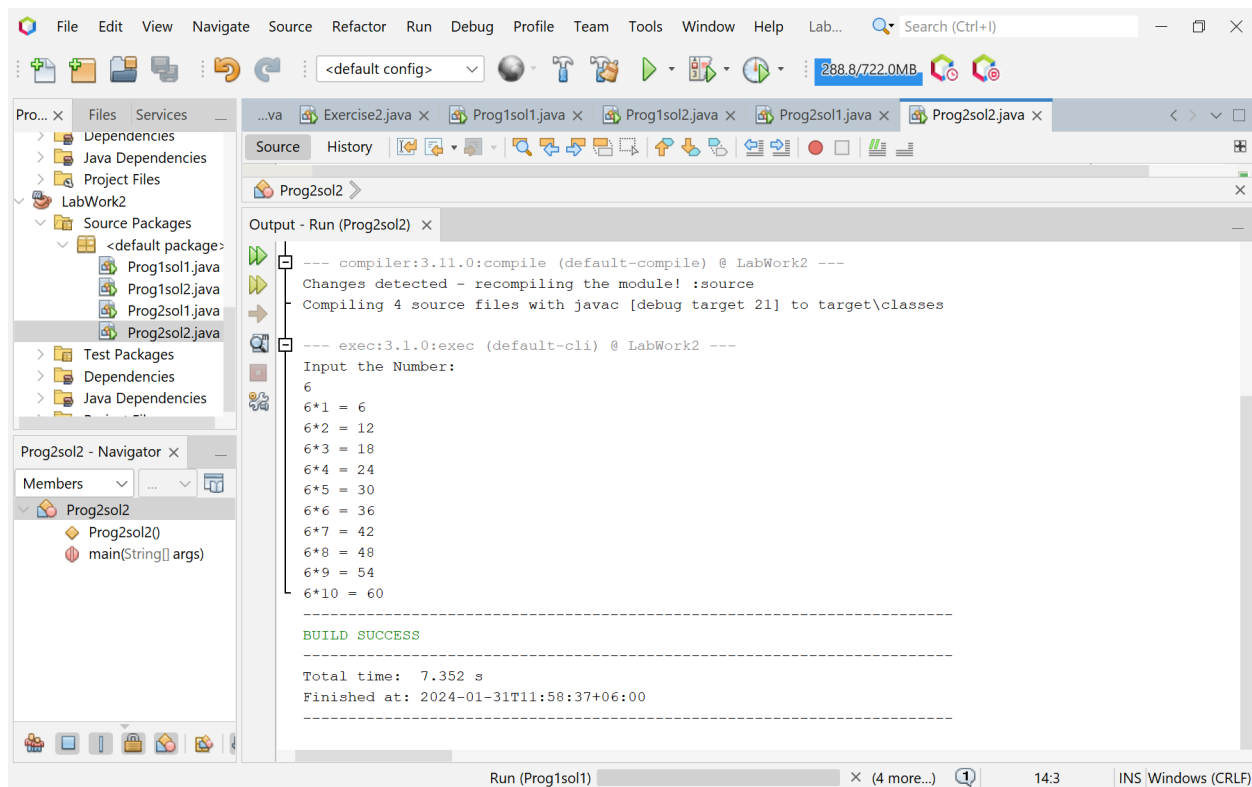 File Edit View Navigate Source Refactor Run Debug Profile Team Tools Window Help Lab... Search (Ctrl+I)
<default config> 288.8/722.0MB
Pro... Files Services
...va Exercise2.java Prog1sol1.java Prog1sol2.java Prog2sol1.java Prog2sol2.java
Source History
Dependencies
Java Dependencies
Project Files
LabWork2
Source Packages
<default package>
Prog1sol1.java
Prog1sol2.java
Prog2sol1.java
Prog2sol2.java
Test Packages
Dependencies
Java Dependencies
Prog2sol2 - Navigator
Members ...
Prog2sol2
Prog2sol2()
main(String[] args)
Prog2sol2
Output - Run (Prog2sol2)
--- compiler:3.11.0:compile (default-compile) @ LabWork2 ---
Changes detected - recompiling the module! :source
Compiling 4 source files with javac [debug target 21] to target\classes
--- exec:3.1.0:exec (default-cli) @ LabWork2 ---
Input the Number:
6
6*1 = 6
6*2 = 12
6*3 = 18
6*4 = 24
6*5 = 30
6*6 = 36
6*7 = 42
6*8 = 48
6*9 = 54
6*10 = 60
------------------------------------------------------------------------
BUILD SUCCESS
------------------------------------------------------------------------
Total time:  7.352 s
Finished at: 2024-01-31T11:58:37+06:00
------------------------------------------------------------------------
Run (Prog1sol1) (4 more...) 1 14:3 INS Windows (CRLF)